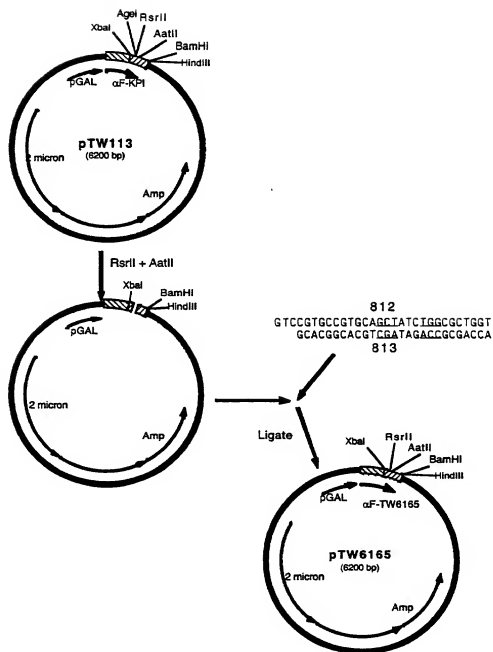 AgeI
RsrII
XbaI
AatII
BamHI
HindIII
pGAL
αF-KPI
pTW113
(6200 bp)
2 micron
Amp
RsrII + AatII
XbaI
BamHI
HindIII
pGAL
2 micron
Amp
812
GTCCGTGCCGTGCAGCTATCTGGCGCTGGT
GCACGGCACGTCGATAGACCGCGACCA
813
Ligate
XbaI
RsrII
AatII
BamHI
HindIII
pGAL
αF-TW6165
pTW6165
(6200 bp)
2 micron
Amp